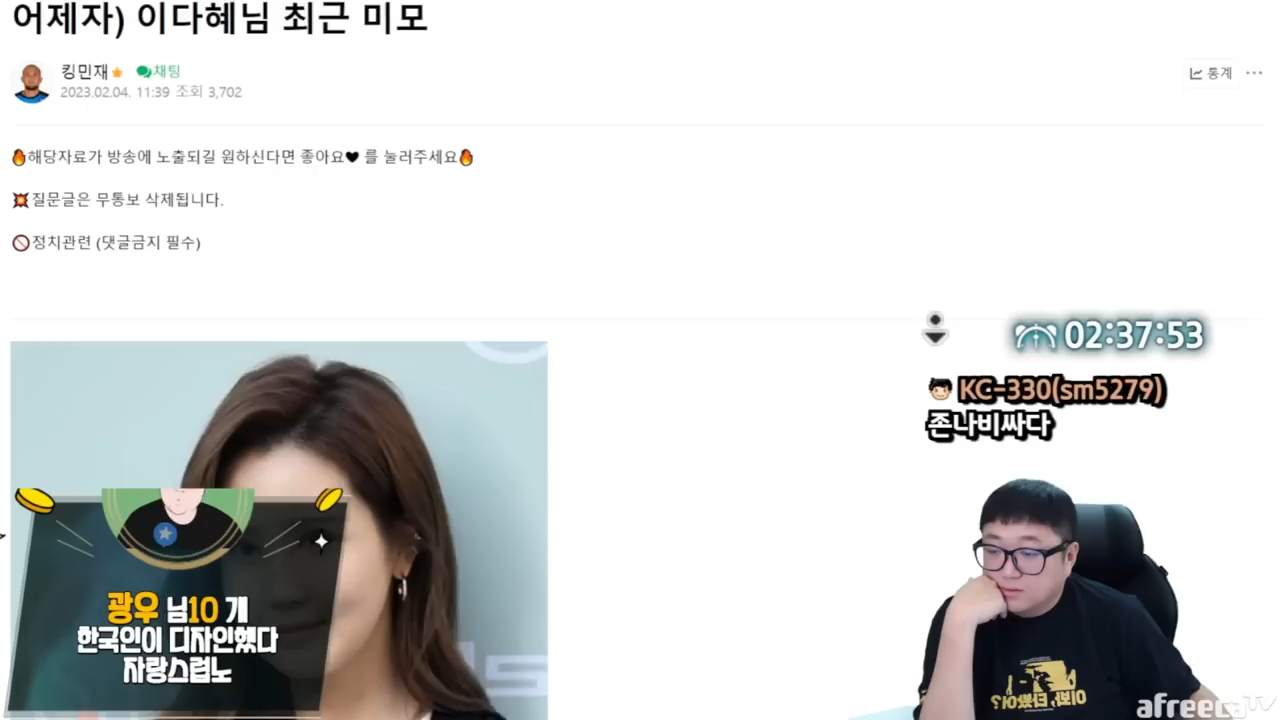 어제자) 이다혜님 최근 미모
킹민재 채팅
2023.02.04. 11:39 조회 3,702
통계
해당자료가 방송에 노출되길 원하신다면 좋아요🖤 를 눌러주세요
질문글은 무통보 삭제됩니다.
정치관련 (댓글금지 필수)
02:37:53
KC-330(sm5279)
존나비싸다
광우 님10 개
한국인이 디자인했다
자랑스럽노
이봐, 타봤어?
afreecaTV